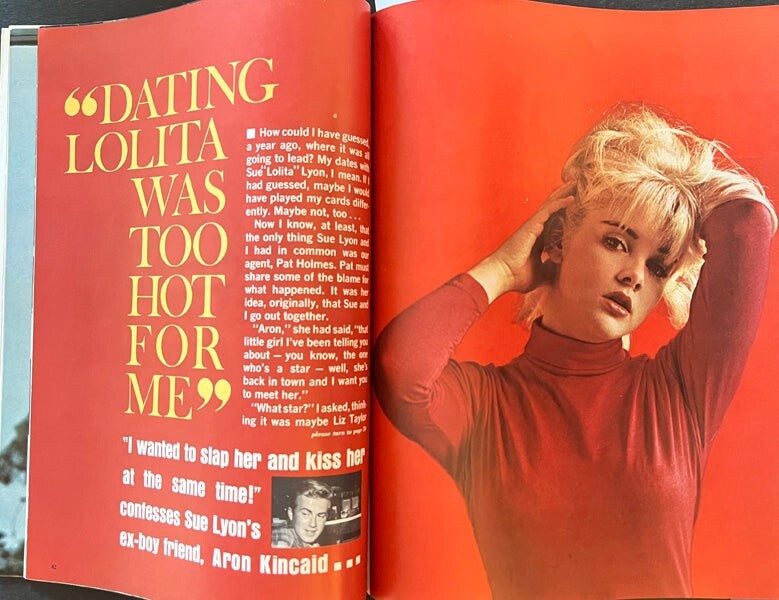 “DATING
LOLITA
WAS
TOO
HOT
FOR
ME”
■ How could I have guessed,
a year ago, where it was all
going to lead? My dates with
Sue "Lolita" Lyon, I mean. If I
had guessed, maybe I would
have played my cards differ-
ently. Maybe not, too . . .
Now I know, at least, that
the only thing Sue Lyon and
I had in common was our
agent, Pat Holmes. Pat must
share some of the blame for
what happened. It was her
idea, originally, that Sue and
I go out together.
"Aron," she had said, "that
little girl I've been telling you
about — you know, the one
who's a star — well, she's
back in town and I want you
to meet her."
"What star?" I asked, think-
ing it was maybe Liz Taylor
please turn to page
"I wanted to slap her and kiss her
at the same time!"
confesses Sue Lyon's
ex-boy friend, Aron Kincaid ...